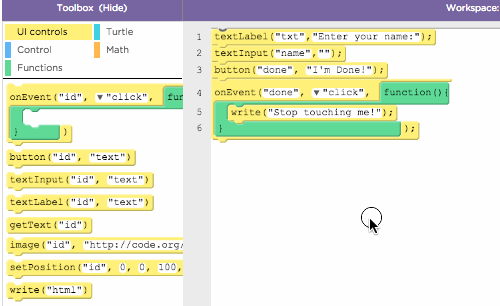 Toolbox (Hide)
Workspace:
UI controls
Turtle
Control
Math
Functions
onEvent("id", ▼"click", fun
}
)
button("id", "text")
textInput("id", "text")
textLabel("id", "text")
getText("id")
image("id", "http://code.org/
setPosition("id", 0, 0, 100,
write("html")
1 textLabel("txt","Enter your name:");
2 textInput("name","");
3 button("done", "I'm Done!");
4 onEvent("done", ▼"click", function(){
5 write("Stop touching me!");
6 } );